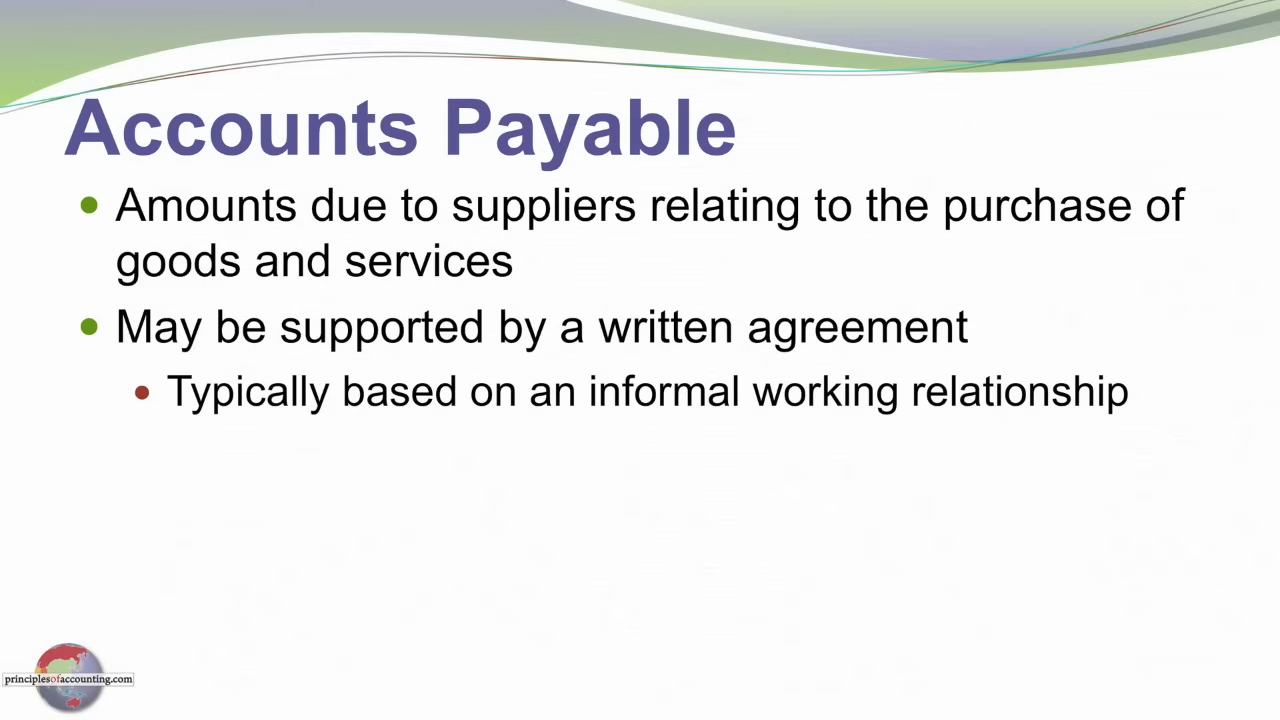 Accounts Payable
Amounts due to suppliers relating to the purchase of
goods and services
May be supported by a written agreement
Typically based on an informal working relationship
principlesofaccounting.com